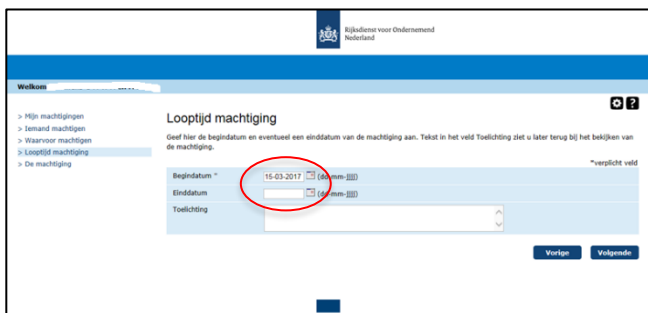 Rijksdienst voor Ondernemend
Nederland
Welkom
> Mijn machtigingen
> Iemand machtigen
> Waarvoor machtigen
> Looptijd machtiging
> De machtiging
?
Looptijd machtiging
Geef hier de begindatum en eventueel een einddatum van de machtiging aan. Tekst in het veld Toelichting ziet u later terug bij het bekijken van
de machtiging.
*verplicht veld
Begindatum * 15-03-2017 (dd-mm-jjjj)
Einddatum (dd-mm-jjjj)
Toelichting
Vorige Volgende